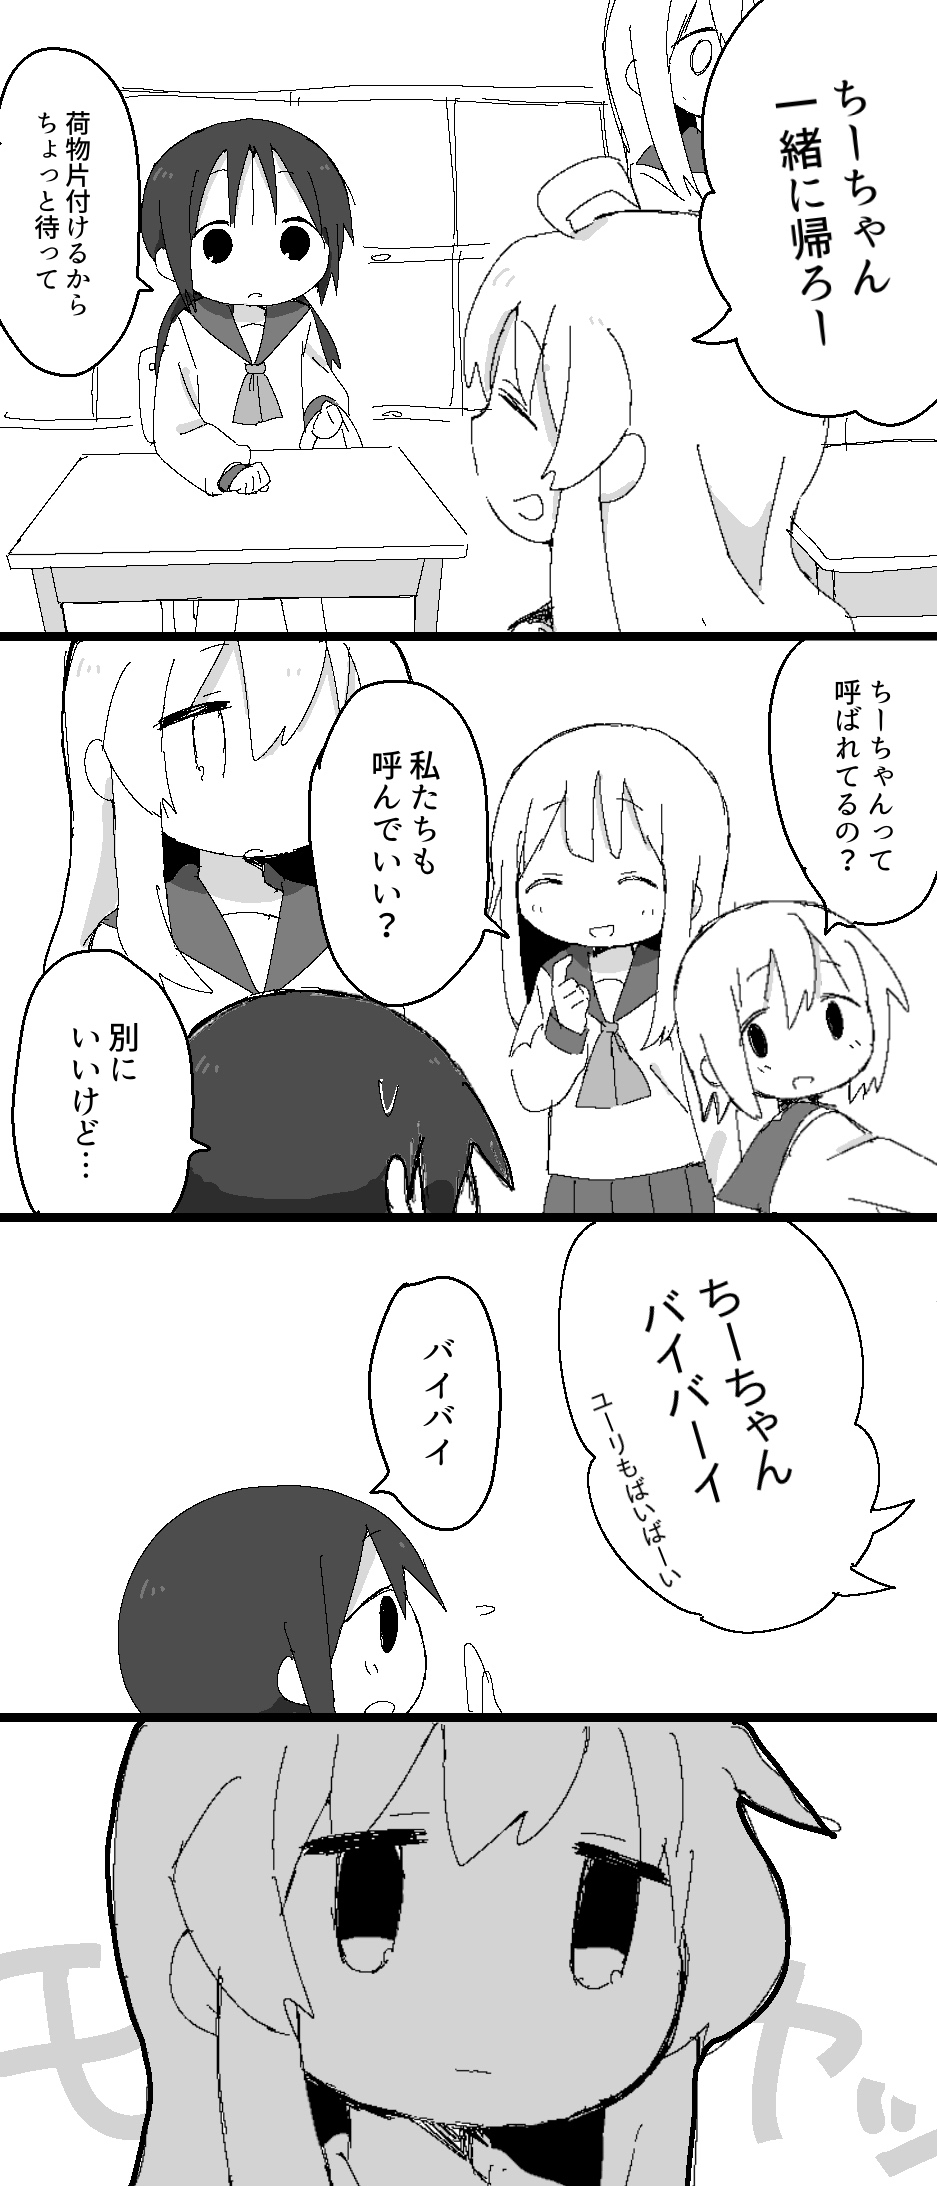 ちーちゃん
一緒に帰ろー
荷物片付けるから
ちょっと待って
ちーちゃんって
呼ばれてるの？
私たちも
呼んでいい？
別に
いいけど…
ちーちゃん
バイバーイ
ユーリもばいばーい
バイバイ
モヤッ